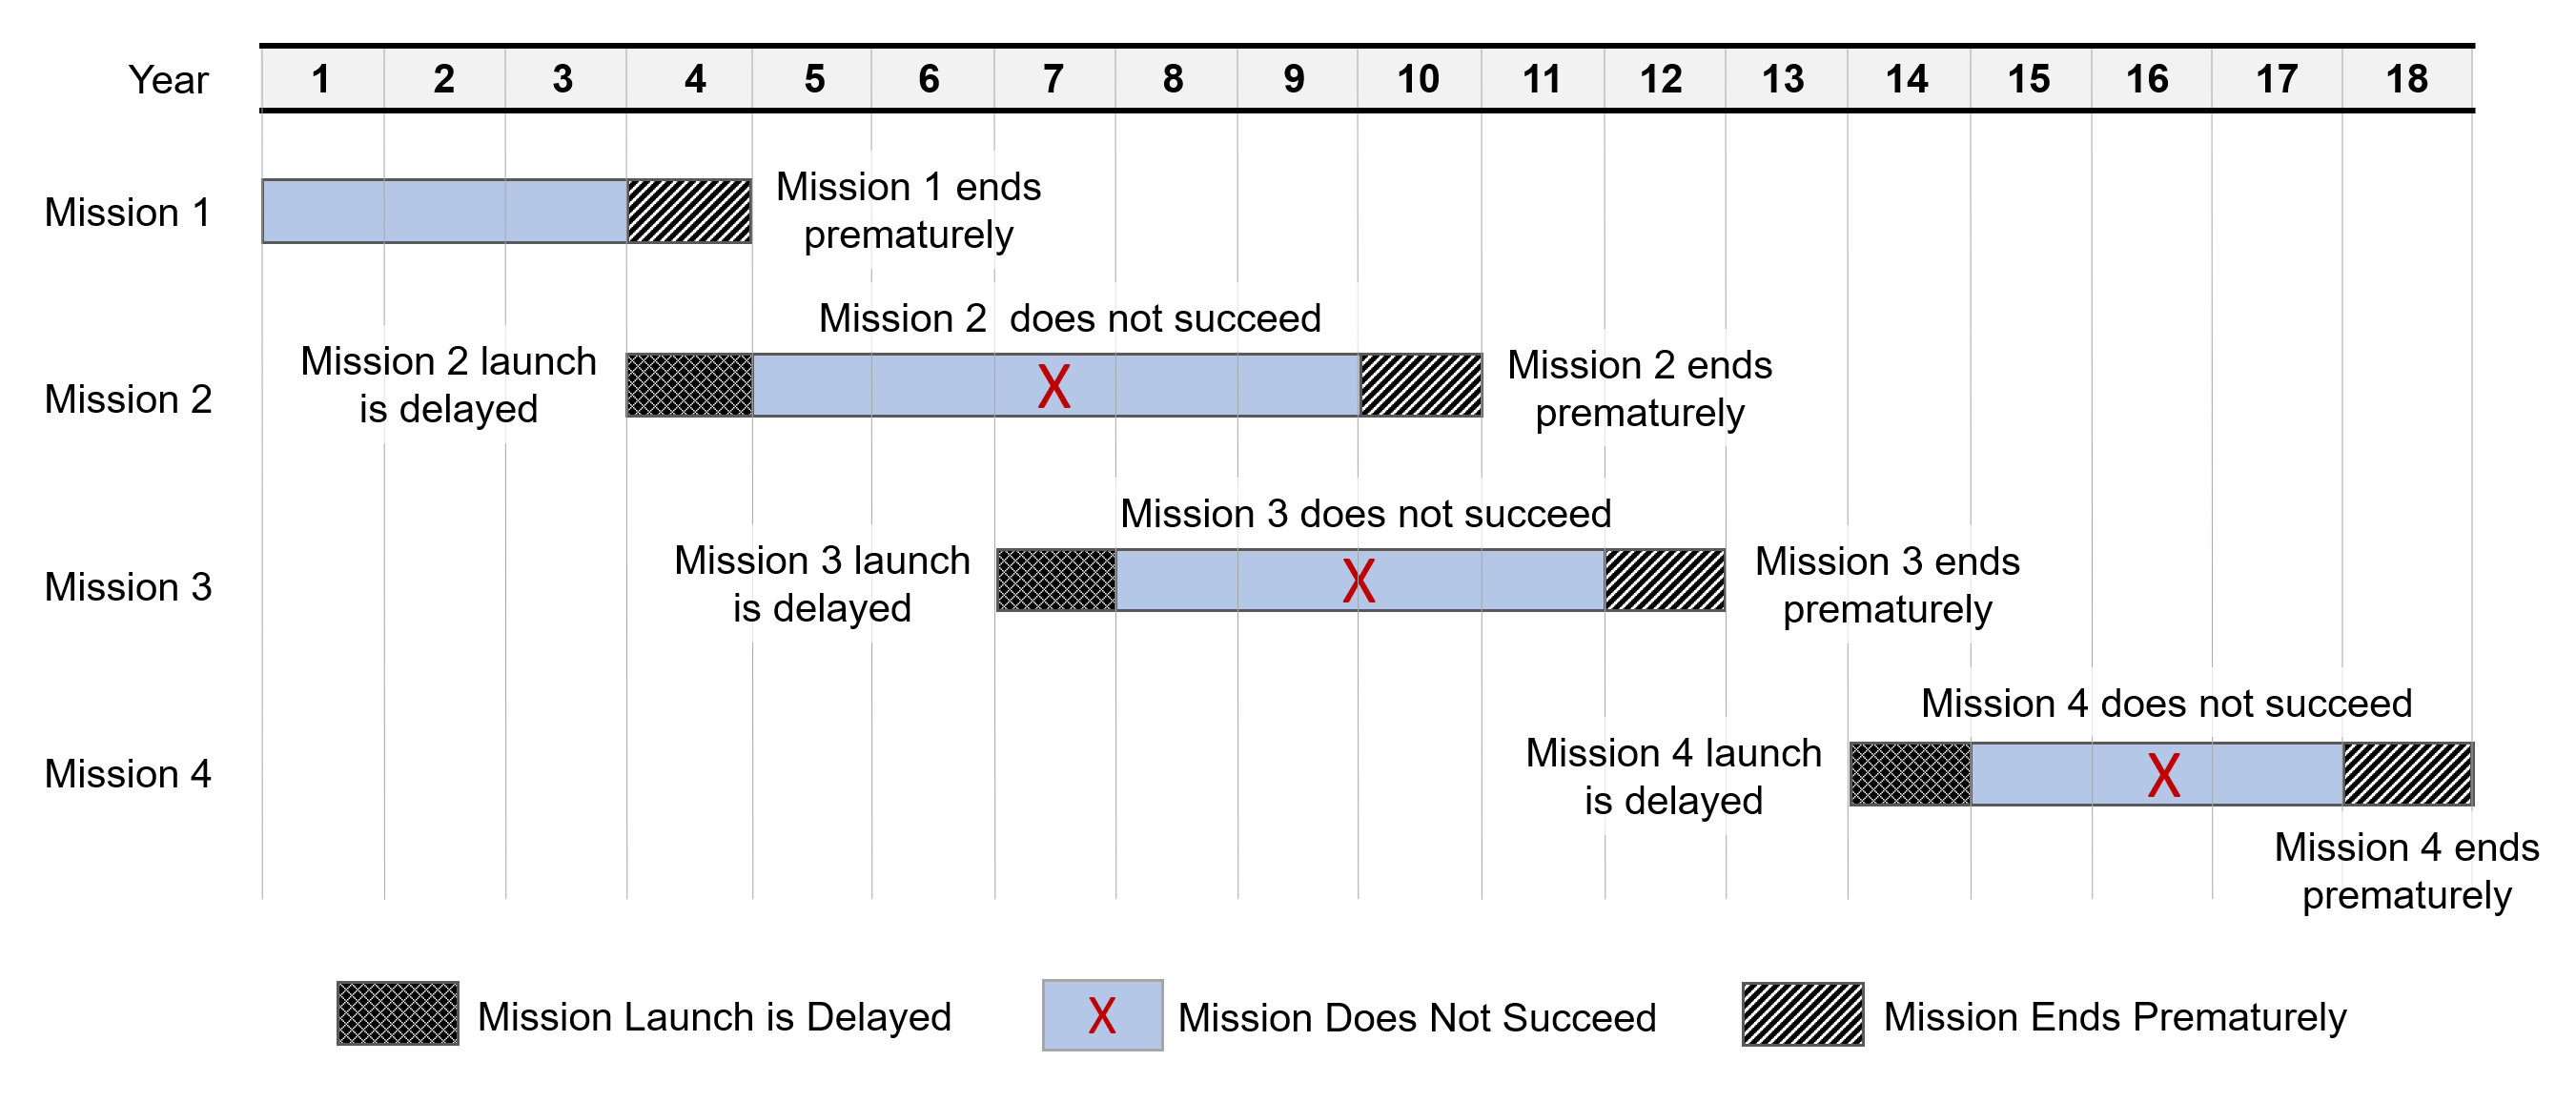 Year 1 2 3 4 5 6 7 8 9 10 11 12 13 14 15 16 17 18
Mission 1
Mission 1 ends
prematurely
Mission 2
Mission 2 launch
is delayed
Mission 2  does not succeed
X
Mission 2 ends
prematurely
Mission 3
Mission 3 launch
is delayed
Mission 3 does not succeed
X
Mission 3 ends
prematurely
Mission 4
Mission 4 launch
is delayed
Mission 4 does not succeed
X
Mission 4 ends
prematurely
Mission Launch is Delayed
X
Mission Does Not Succeed
Mission Ends Prematurely